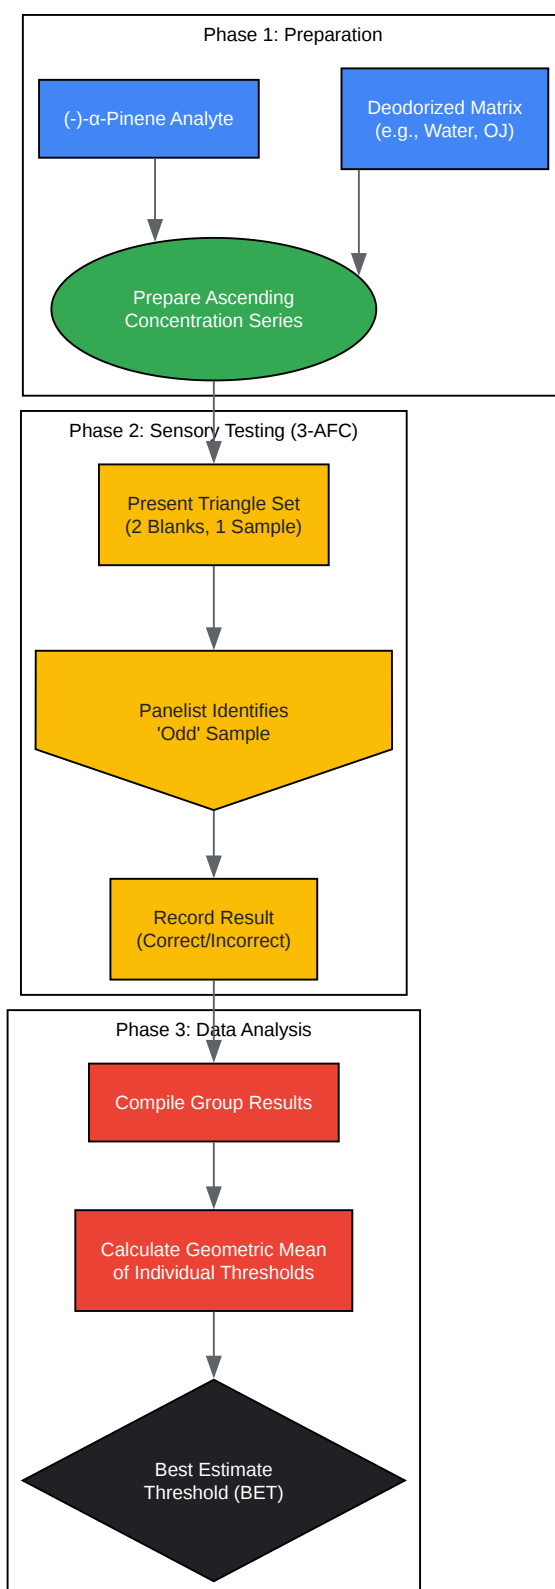 Phase 1: Preparation
(-)-α-Pinene Analyte
Deodorized Matrix
(e.g., Water, OJ)
Prepare Ascending
Concentration Series
Phase 2: Sensory Testing (3-AFC)
Present Triangle Set
(2 Blanks, 1 Sample)
Panelist Identifies
'Odd' Sample
Record Result
(Correct/Incorrect)
Phase 3: Data Analysis
Compile Group Results
Calculate Geometric Mean
of Individual Thresholds
Best Estimate
Threshold (BET)